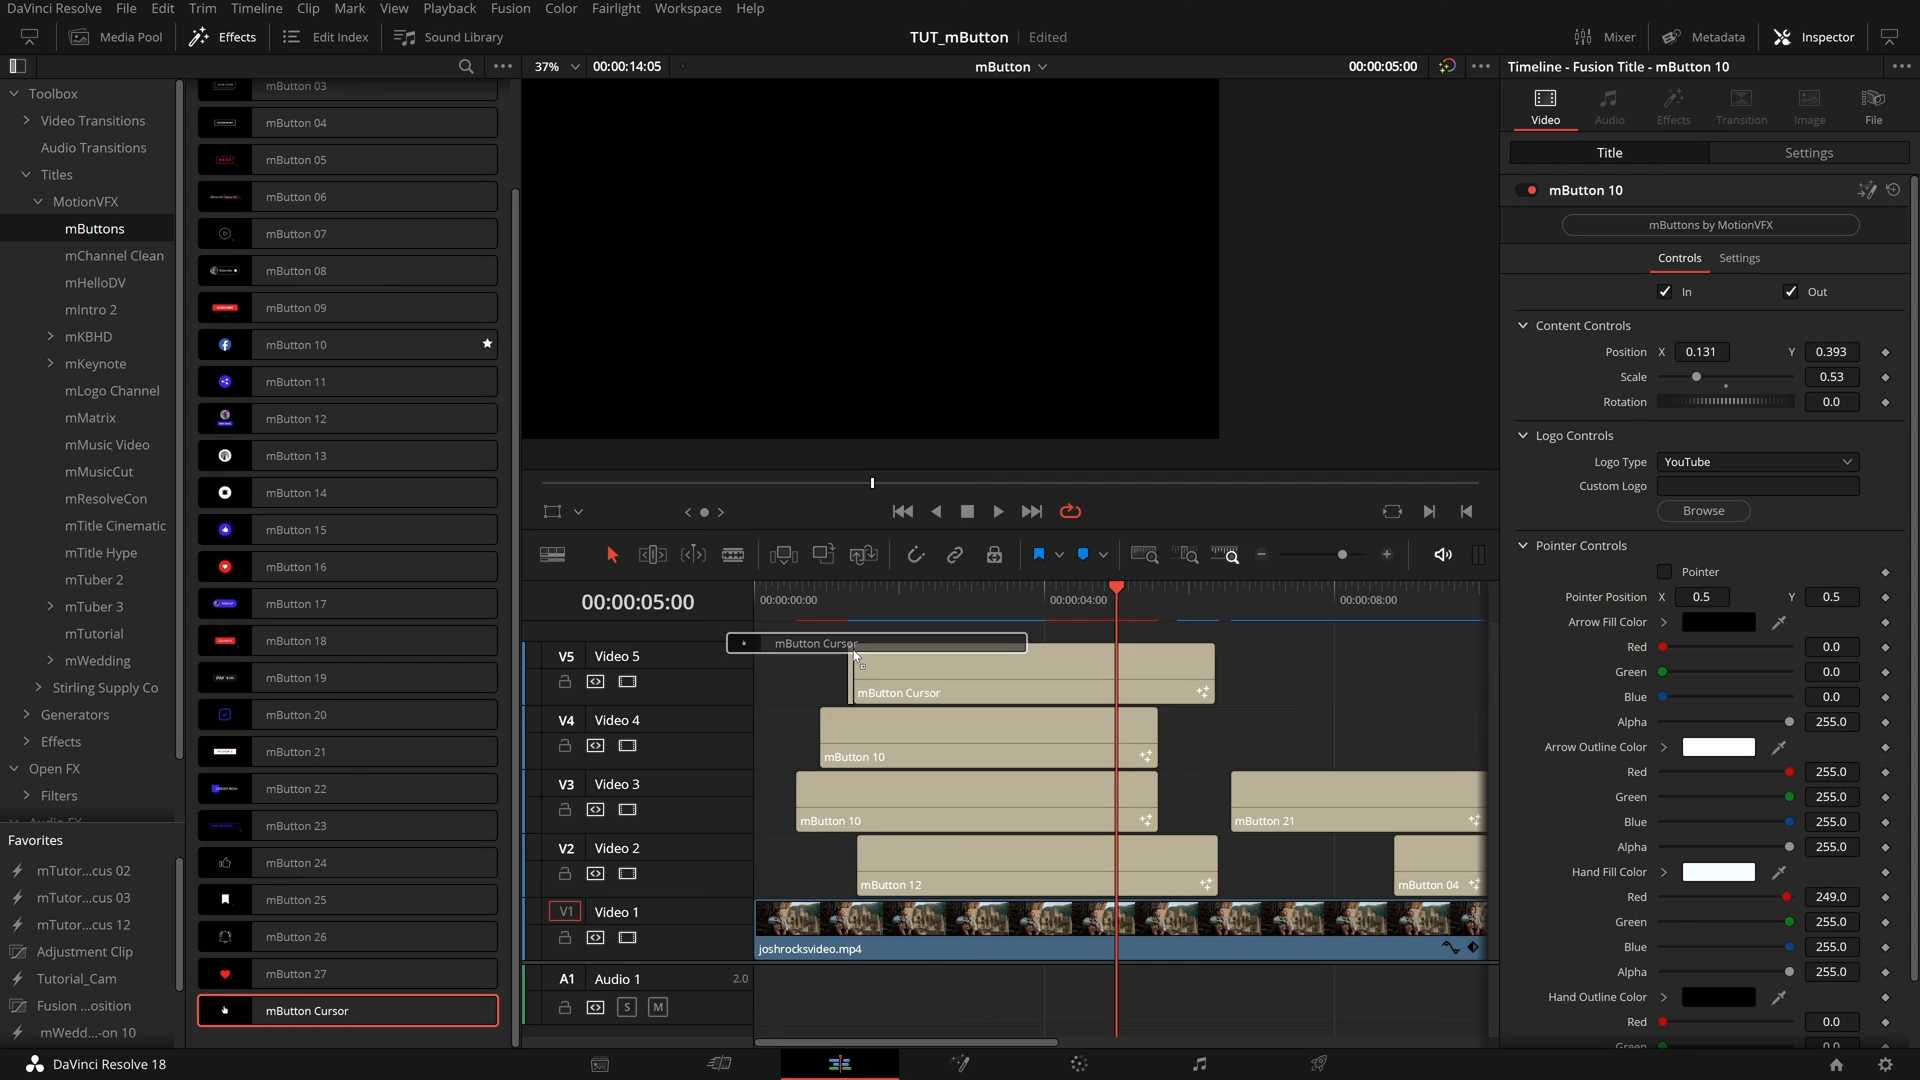 DaVinci Resolve File Edit Trim Timeline Clip Mark View Playback Fusion Color Fairlight Workspace Help
Media Pool Effects Edit Index Sound Library TUT_mButton Edited Mixer Metadata Inspector
37% 00:00:14:05 mButton 00:00:05:00 Timeline - Fusion Title - mButton 10
Toolbox
Video Transitions
Audio Transitions
Titles
MotionVFX
mButtons
mChannel Clean
mHelloDV
mIntro 2
mKBHD
mKeynote
mLogo Channel
mMatrix
mMusic Video
mMusicCut
mResolveCon
mTitle Cinematic
mTitle Hype
mTuber 2
mTuber 3
mTutorial
mWedding
Stirling Supply Co
Generators
Effects
Open FX
Filters
Favorites
mTutor...cus 02
mTutor...cus 03
mTutor...cus 12
Adjustment Clip
Tutorial_Cam
Fusion ...osition
mWedd...-on 10
mButton 03
mButton 04
mButton 05
mButton 06
mButton 07
mButton 08
mButton 09
mButton 10
mButton 11
mButton 12
mButton 13
mButton 14
mButton 15
mButton 16
mButton 17
mButton 18
mButton 19
mButton 20
mButton 21
mButton 22
mButton 23
mButton 24
mButton 25
mButton 26
mButton 27
mButton Cursor
00:00:05:00 00:00:00:00 00:00:04:00 00:00:08:00
mButton Cursor
V5 Video 5
mButton Cursor
V4 Video 4
mButton 10
V3 Video 3
mButton 10 mButton 21
V2 Video 2
mButton 12 mButton 04
V1 Video 1
joshrocksvideo.mp4
A1 Audio 1 2.0
S M
Video Audio Effects Transition Image File
Title Settings
mButton 10
mButtons by MotionVFX
Controls Settings
In Out
Content Controls
Position X 0.131 Y 0.393
Scale 0.53
Rotation 0.0
Logo Controls
Logo Type YouTube
Custom Logo
Browse
Pointer Controls
Pointer
Pointer Position X 0.5 Y 0.5
Arrow Fill Color
Red 0.0
Green 0.0
Blue 0.0
Alpha 255.0
Arrow Outline Color
Red 255.0
Green 255.0
Blue 255.0
Alpha 255.0
Hand Fill Color
Red 249.0
Green 255.0
Blue 255.0
Alpha 255.0
Hand Outline Color
Red 0.0
Green 0.0
DaVinci Resolve 18